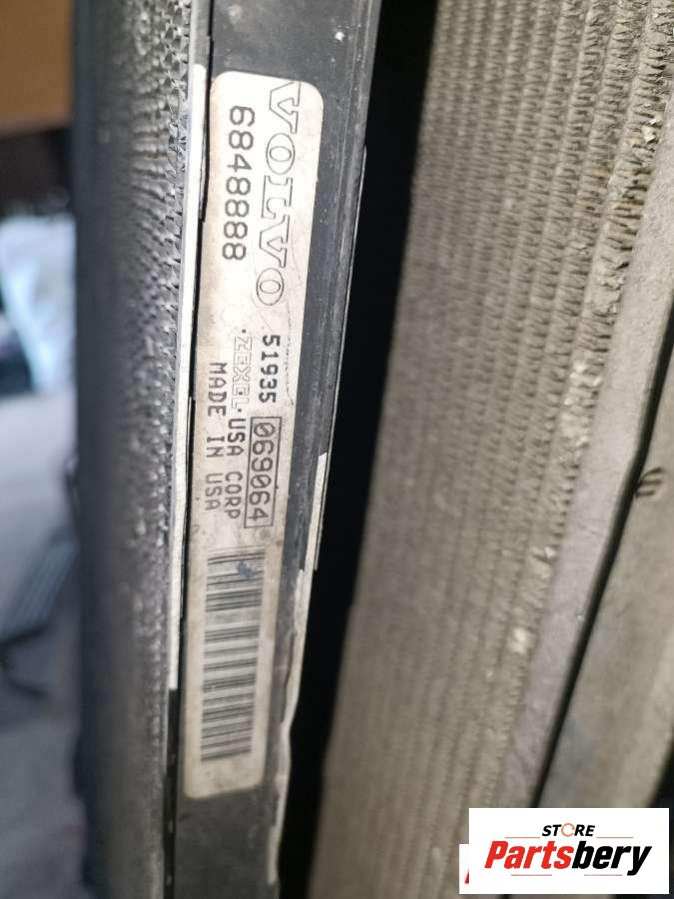 VOLVO
6848888
51935 069064
ZEXEL USA CORP
MADE IN USA
STORE
Partsbery